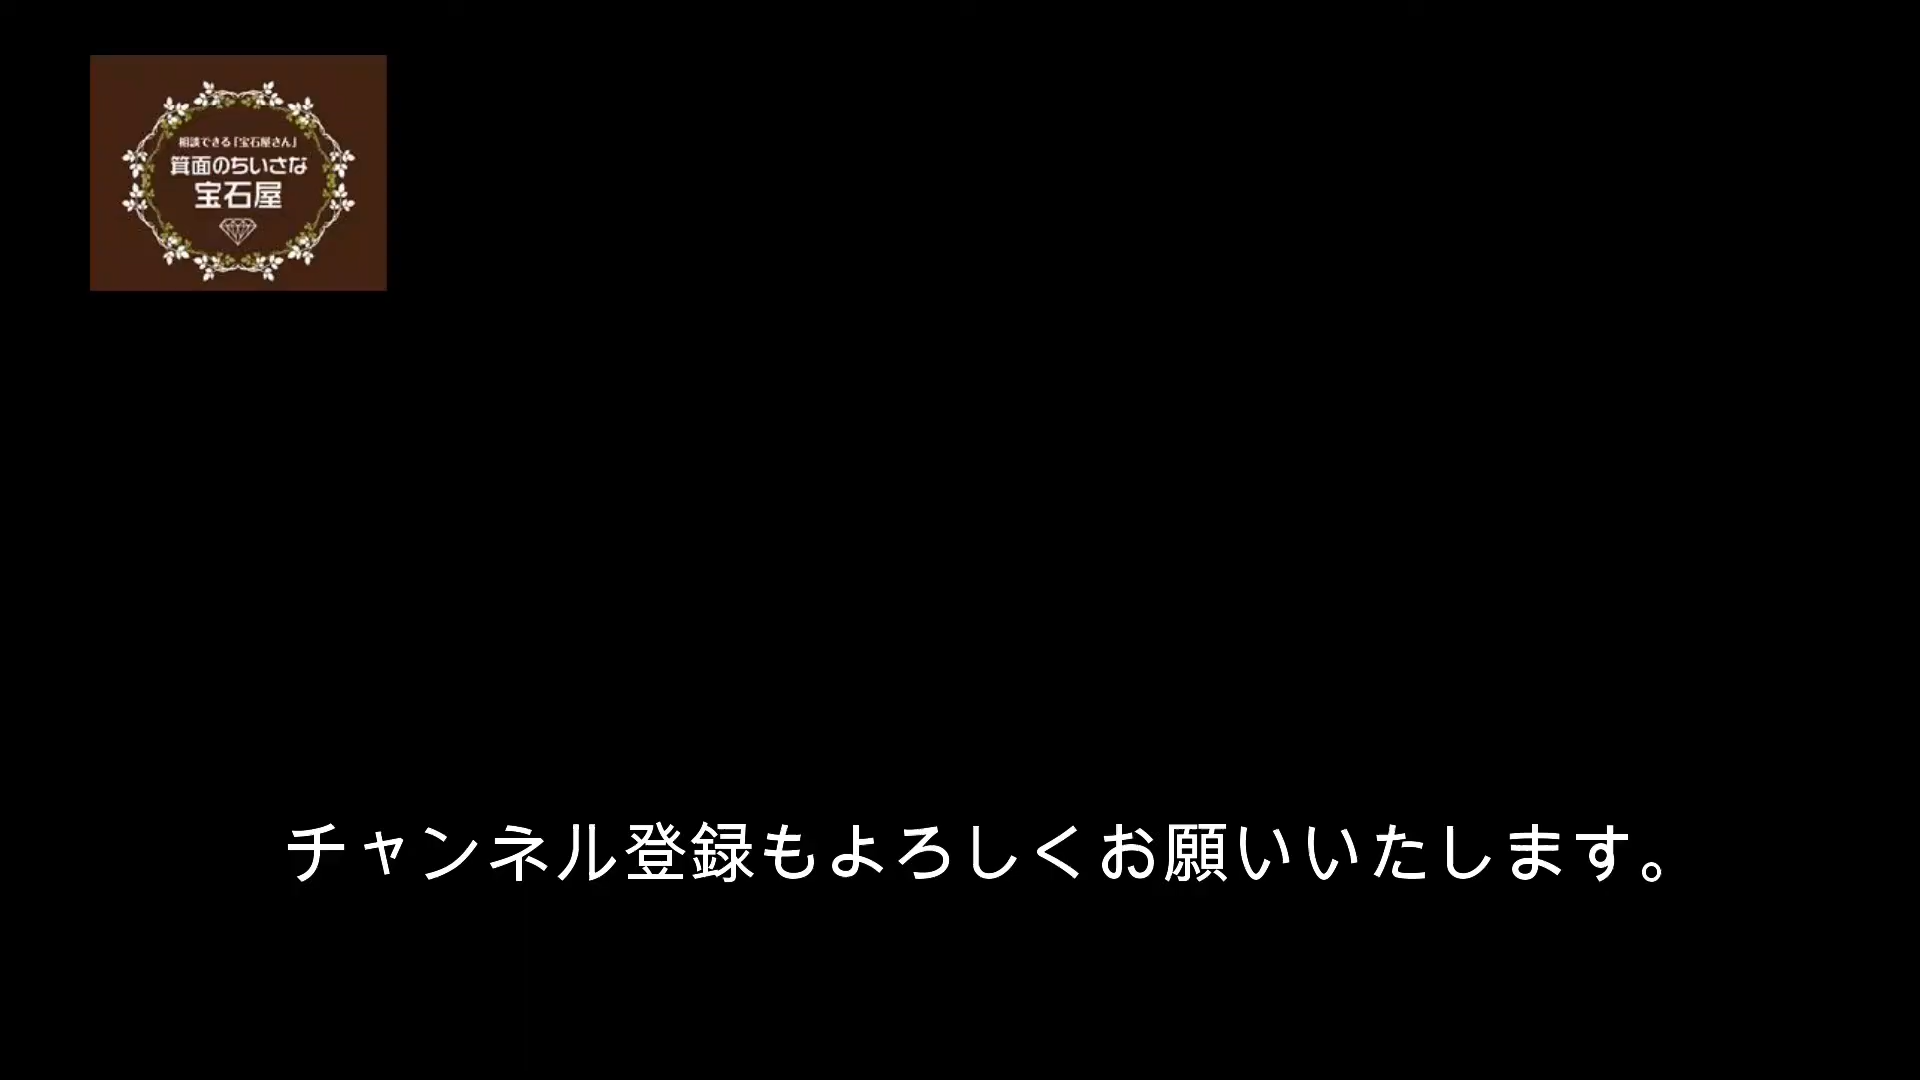 相談できる「宝石屋さん」
箕面のちいさな
宝石屋
チャンネル登録もよろしくお願いいたします。